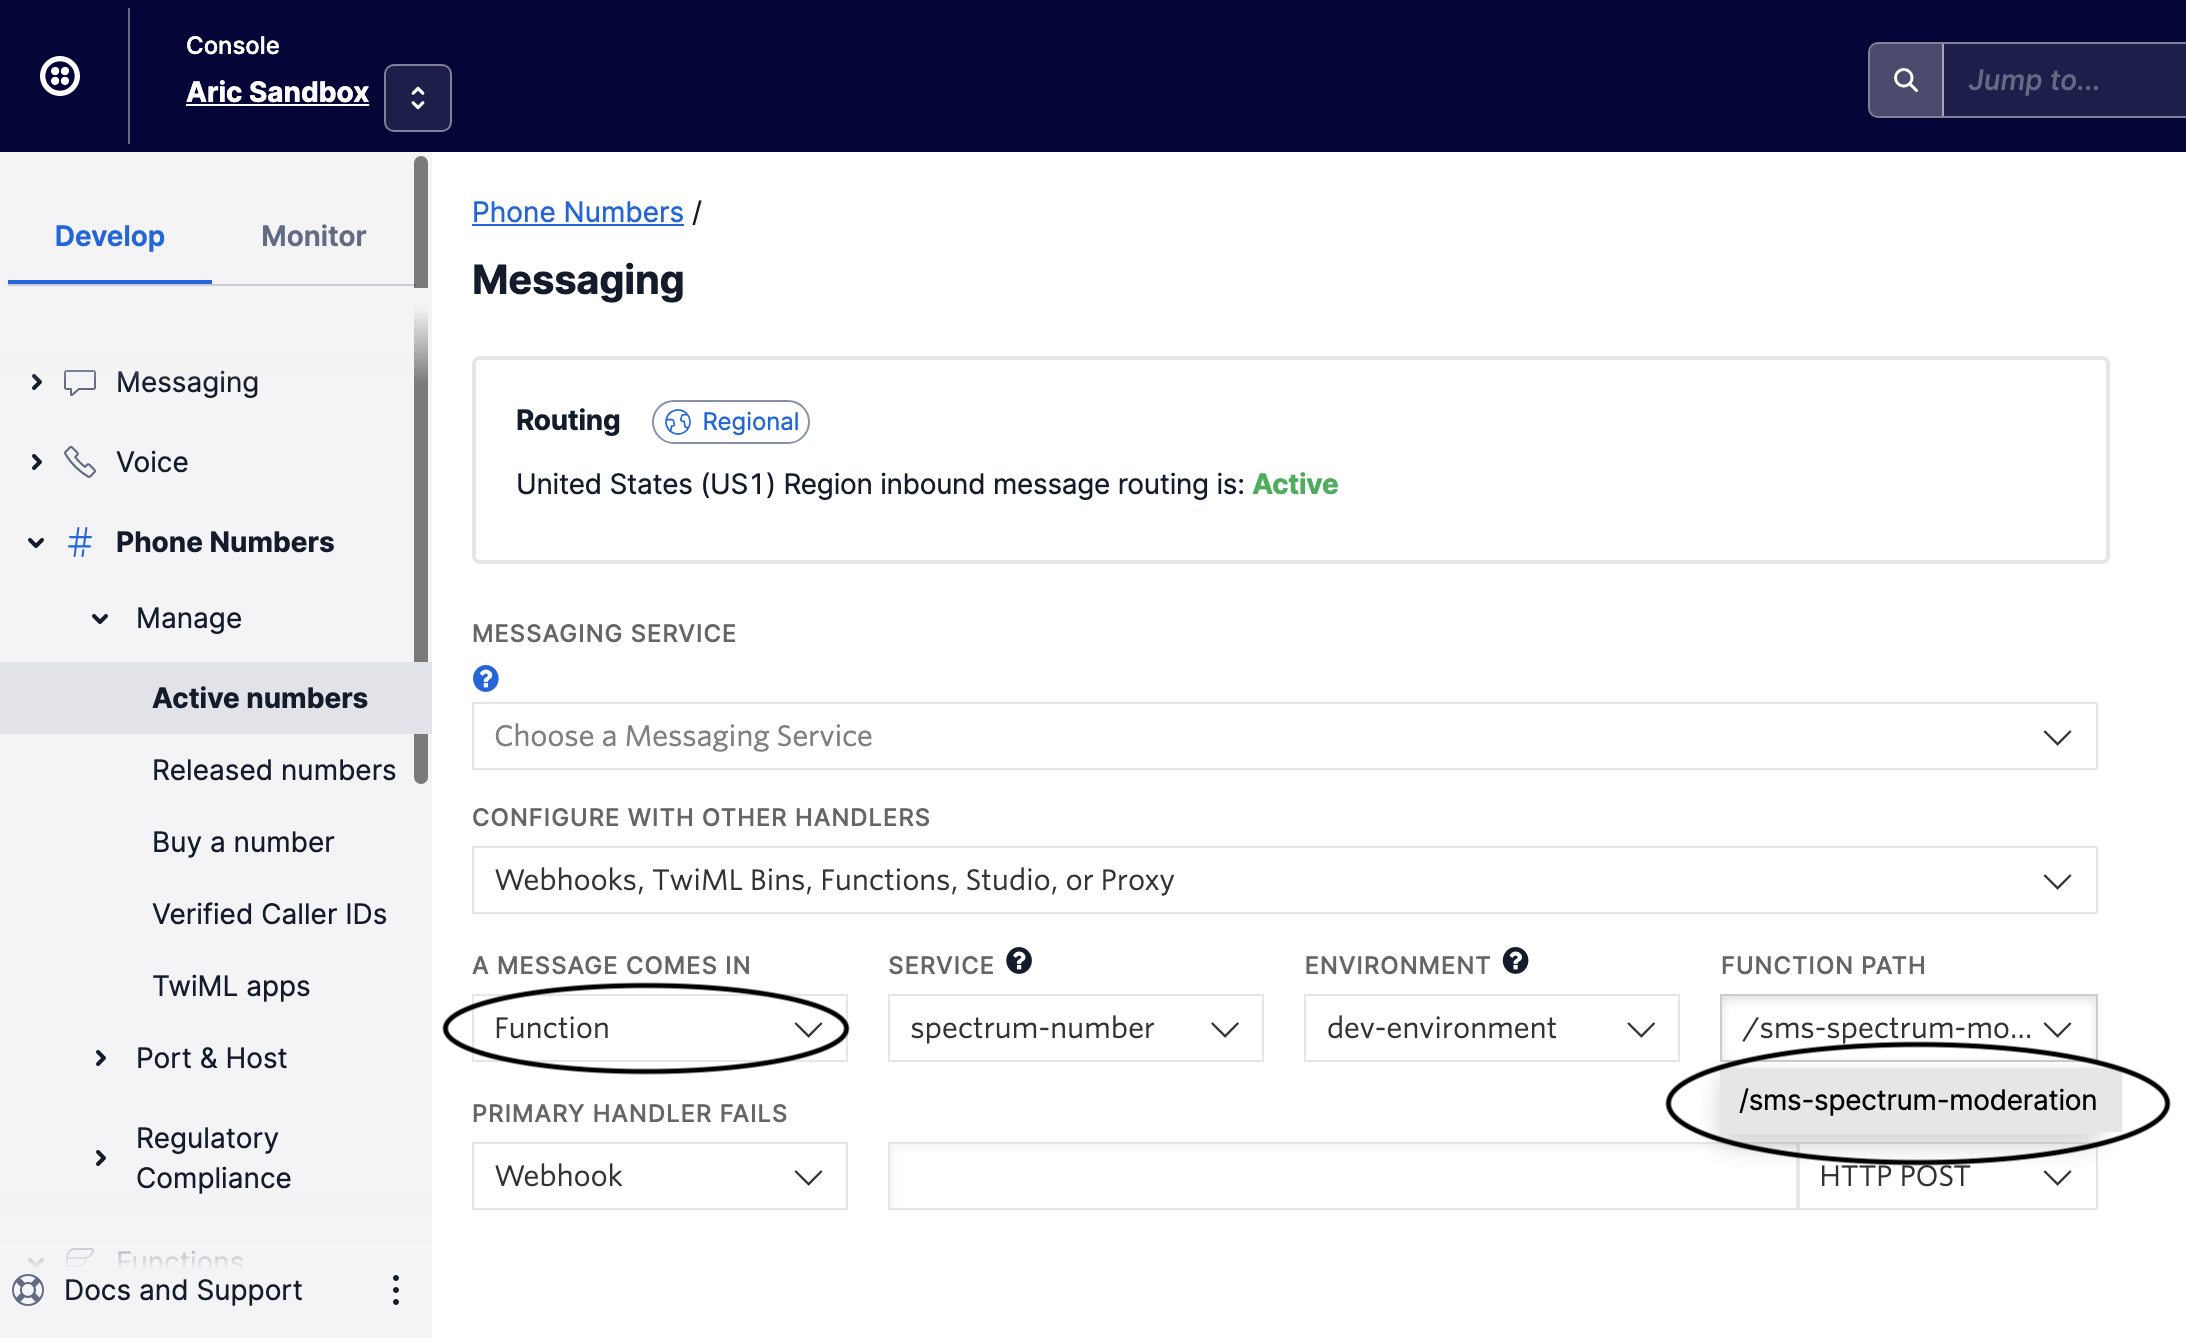 Console
Aric Sandbox
Jump to...
Develop
Monitor
Messaging
Voice
Phone Numbers
Manage
Active numbers
Released numbers
Buy a number
Verified Caller IDs
TwiML apps
Port & Host
Regulatory
Compliance
Functions
Docs and Support
Phone Numbers /
Messaging
Routing
Regional
United States (US1) Region inbound message routing is: Active
MESSAGING SERVICE
?
Choose a Messaging Service
CONFIGURE WITH OTHER HANDLERS
Webhooks, TwiML Bins, Functions, Studio, or Proxy
A MESSAGE COMES IN
SERVICE ?
ENVIRONMENT ?
FUNCTION PATH
Function
spectrum-number
dev-environment
/sms-spectrum-mo...
/sms-spectrum-moderation
PRIMARY HANDLER FAILS
Webhook
HTTP POST